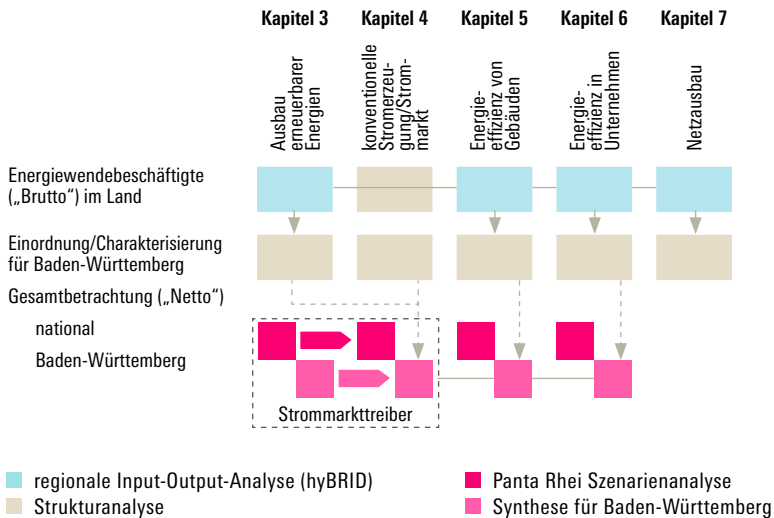 Kapitel 3 Kapitel 4 Kapitel 5 Kapitel 6 Kapitel 7
Ausbau
erneuerbarer
Energien
konventionelle
Stromerzeu-
gung/Strom-
markt
Energie-
effizienz von
Gebäuden
Energie-
effizienz in
Unternehmen
Netzausbau
Energiewendebeschäftigte
(„Brutto“) im Land
Einordnung/Charakterisierung
für Baden-Württemberg
Gesamtbetrachtung („Netto“)
national
Baden-Württemberg
Strommarkttreiber
regionale Input-Output-Analyse (hyBRID)
Strukturanalyse
Panta Rhei Szenarienanalyse
Synthese für Baden-Württemberg